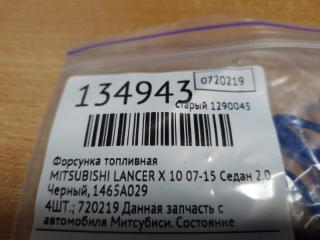 134943
o720219
Старый 1290045
Форсунка топливная
MITSUBISHI LANCER X 10 07-15 Седан 2.0
Черный, 1465A029
4ШТ.; 720219 Данная запчасть с
автомобиля Митсубиси. Состояние